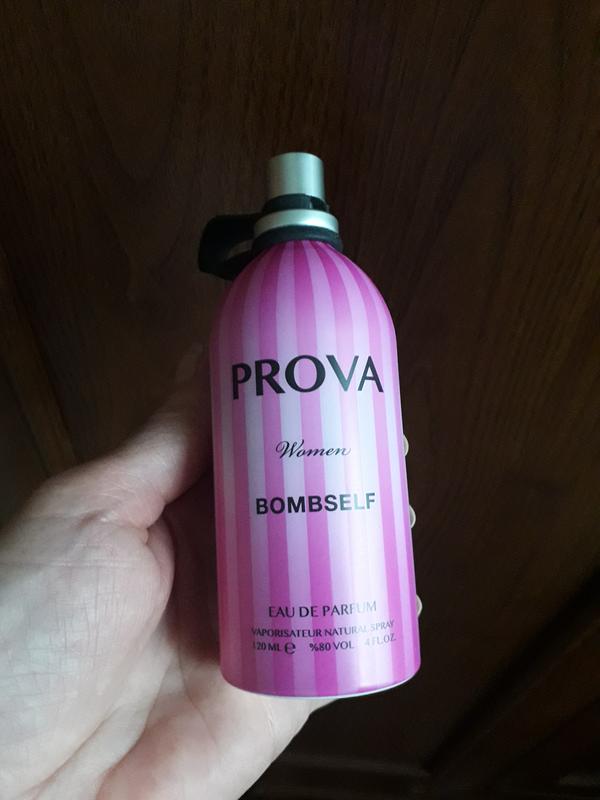 PROVA
Women
BOMBSELF
EAU DE PARFUM
VAPORISATEUR NATURAL SPRAY
120 ML ℮ %80 VOL 4 FL.OZ.